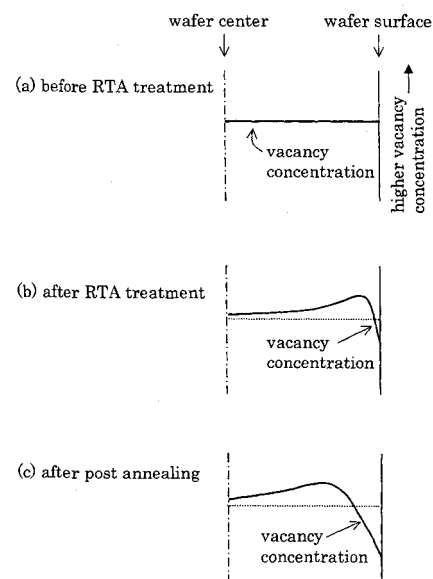 wafer center
wafer surface
(a) before RTA treatment
vacancy
concentration
higher vacancy
concentration
(b) after RTA treatment
vacancy
concentration
(c) after post annealing
vacancy
concentration